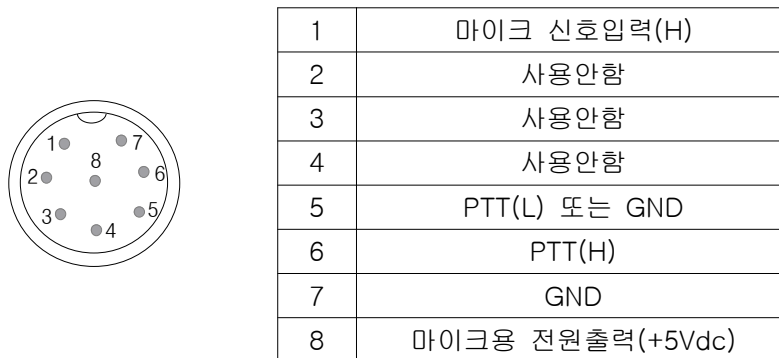 1
7
8
2
6
3
5
4
1 마이크 신호입력(H)
2 사용안함
3 사용안함
4 사용안함
5 PTT(L) 또는 GND
6 PTT(H)
7 GND
8 마이크용 전원출력(+5Vdc)